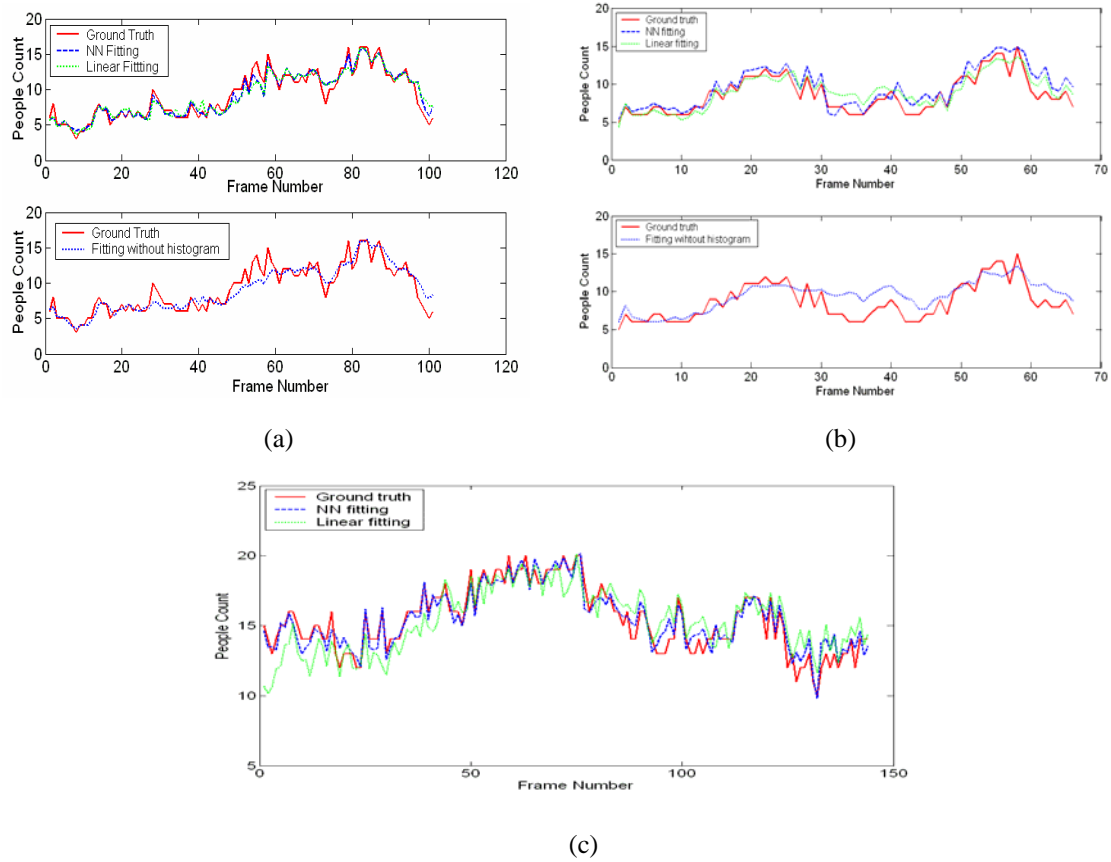 20
15
10
5
0
People Count
Ground Truth
NN Fitting
Linear Fittting
0 20 40 60 80 100 120
Frame Number
20
15
10
5
0
People Count
Ground Truth
Fitting without histogram
0 20 40 60 80 100 120
Frame Number
(a)
20
15
10
5
0
People Count
Ground truth
NN fitting
Linear fitting
0 10 20 30 40 50 60 70
Frame Number
20
15
10
5
0
People Count
Ground truth
Fitting without histogram
0 10 20 30 40 50 60 70
Frame Number
(b)
25
20
15
10
5
People Count
Ground truth
NN fitting
Linear fitting
0 50 100 150
Frame Number
(c)